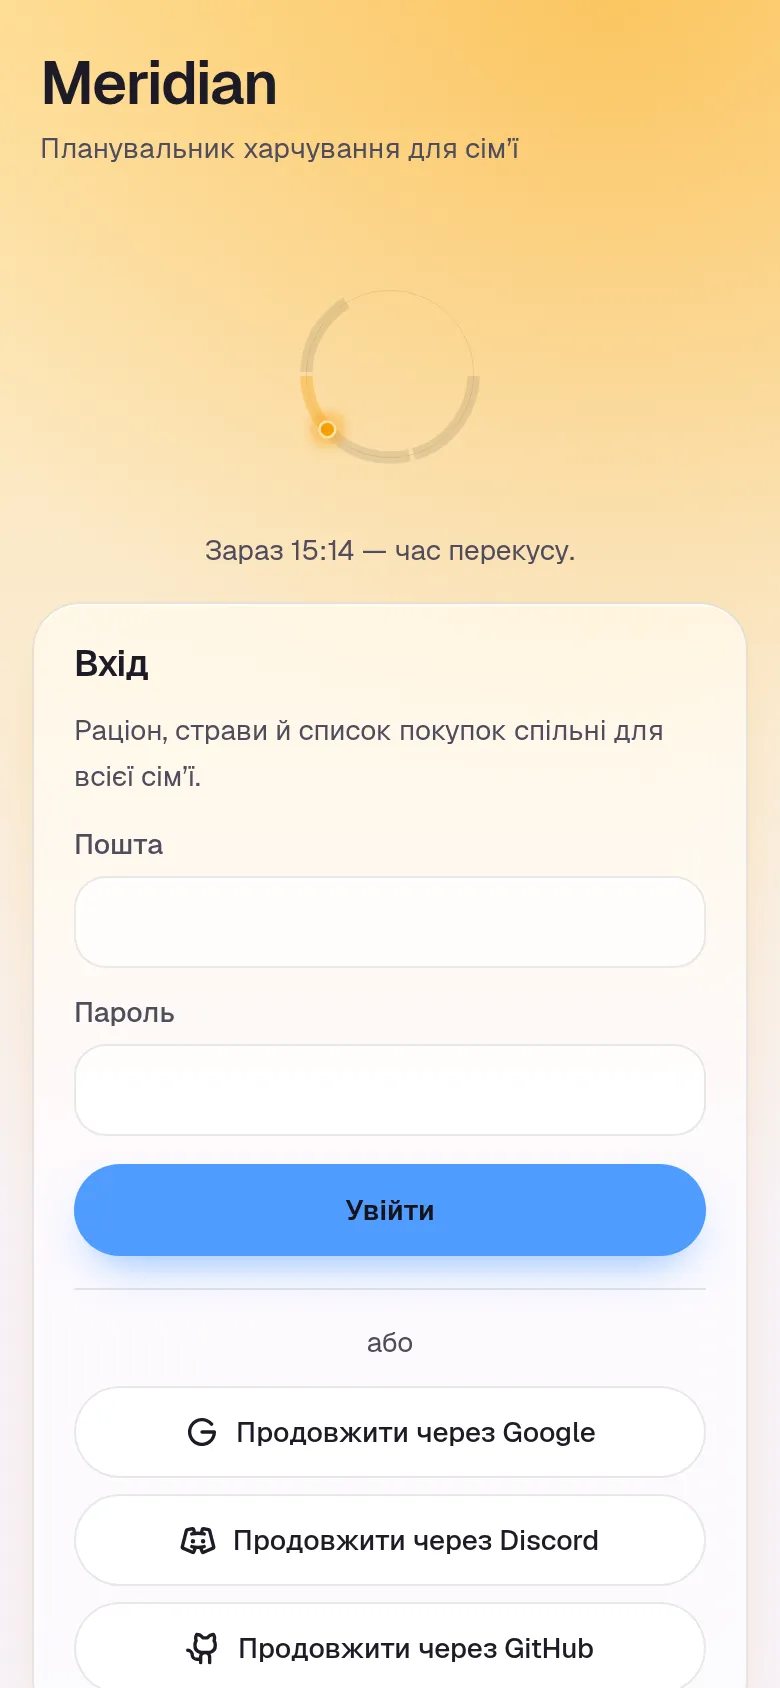 Meridian
Планувальник харчування для сім’ї
Зараз 15:14 — час перекусу.
Вхід
Раціон, страви й список покупок спільні для
всієї сім’ї.
Пошта
Пароль
Увійти
або
Продовжити через Google
Продовжити через Discord
Продовжити через GitHub